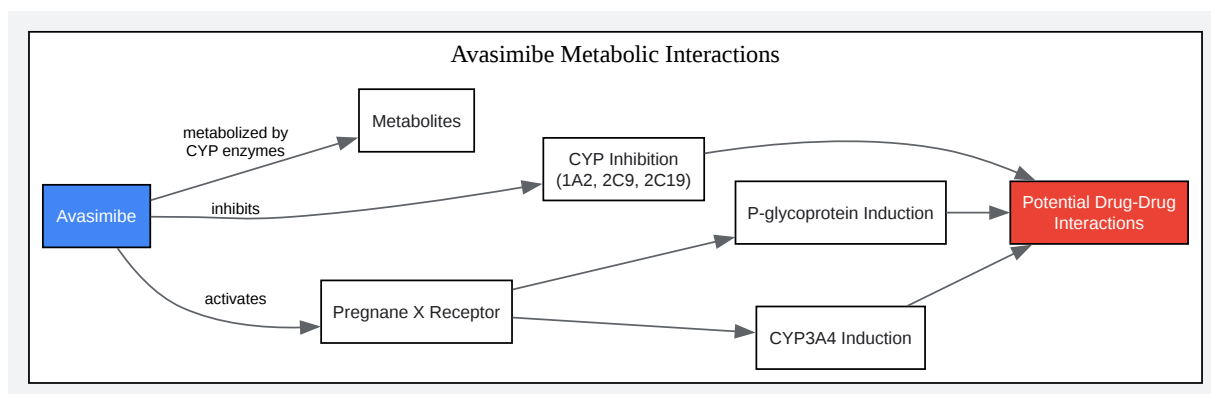 Avasimibe Metabolic Interactions
metabolized by
CYP enzymes
Metabolites
CYP Inhibition
(1A2, 2C9, 2C19)
Avasimibe
inhibits
P-glycoprotein Induction
Potential Drug-Drug
Interactions
activates
Pregnane X Receptor
CYP3A4 Induction